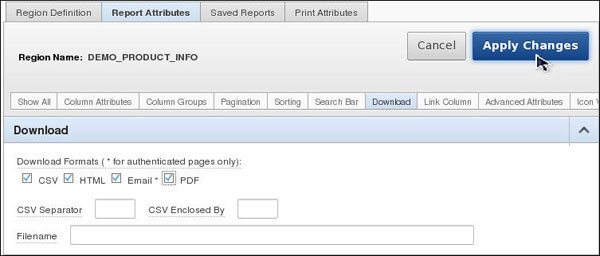 Region Definition Report Attributes Saved Reports Print Attributes
Region Name: DEMO_PRODUCT_INFO Cancel Apply Changes
Show All Column Attributes Column Groups Pagination Sorting Search Bar Download Link Column Advanced Attributes Icon V
Download
Download Formats ( * for authenticated pages only):
CSV HTML Email * PDF
CSV Separator CSV Enclosed By
Filename